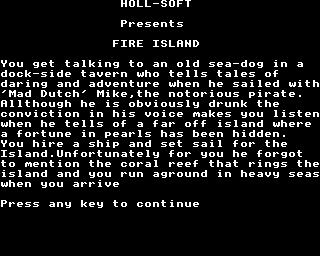 HOLL-SOFT
Presents
FIRE ISLAND
You get talking to an old sea-dog in a
dock-side tavern who tells tales of
daring and adventure when he sailed with
'Mad Dutch' Mike,the notorious pirate.
Allthough he is obviously drunk the
conviction in his voice makes you listen
when he tells of a far off island where
a fortune in pearls has been hidden.
You hire a ship and set sail for the
Island.Unfortunately for you he forgot
to mention the coral reef that rings the
island and you run aground in heavy seas
when you arrive
Press any key to continue